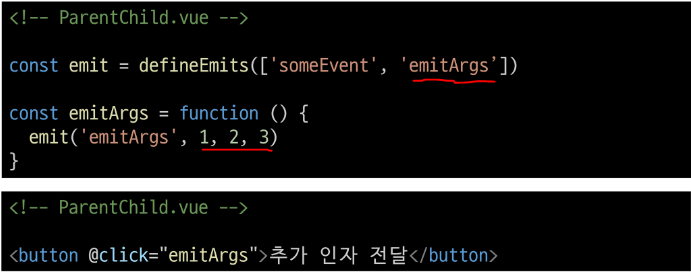 <!-- ParentChild.vue -->
const emit = defineEmits(['someEvent', 'emitArgs’])
const emitArgs = function () {
  emit('emitArgs', 1, 2, 3)
}
<!-- ParentChild.vue -->
<button @click="emitArgs">추가 인자 전달</button>